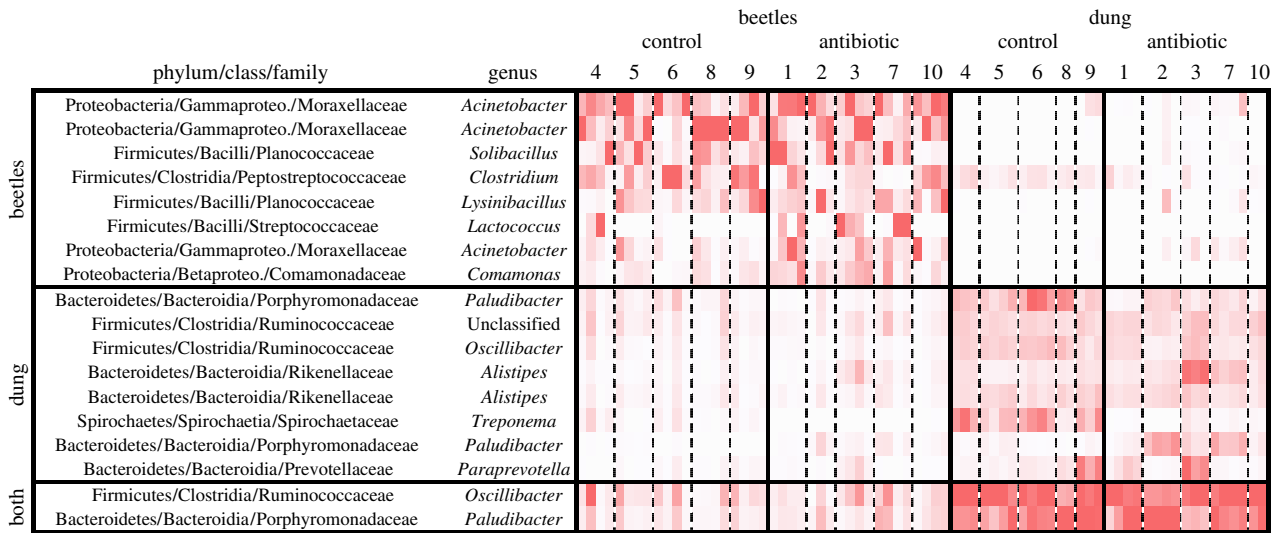 beetles dung
control antibiotic control antibiotic
phylum/class/family genus 4 5 6 8 9 1 2 3 7 10 4 5 6 8 9 1 2 3 7 10
beetles
Proteobacteria/Gammaproteo./Moraxellaceae Acinetobacter
Proteobacteria/Gammaproteo./Moraxellaceae Acinetobacter
Firmicutes/Bacilli/Planococcaceae Solibacillus
Firmicutes/Clostridia/Peptostreptococcaceae Clostridium
Firmicutes/Bacilli/Planococcaceae Lysinibacillus
Firmicutes/Bacilli/Streptococcaceae Lactococcus
Proteobacteria/Gammaproteo./Moraxellaceae Acinetobacter
Proteobacteria/Betaproteo./Comamonadaceae Comamonas
dung
Bacteroidetes/Bacteroidia/Porphyromonadaceae Paludibacter
Firmicutes/Clostridia/Ruminococcaceae Unclassified
Firmicutes/Clostridia/Ruminococcaceae Oscillibacter
Bacteroidetes/Bacteroidia/Rikenellaceae Alistipes
Bacteroidetes/Bacteroidia/Rikenellaceae Alistipes
Spirochaetes/Spirochaetia/Spirochaetaceae Treponema
Bacteroidetes/Bacteroidia/Porphyromonadaceae Paludibacter
Bacteroidetes/Bacteroidia/Prevotellaceae Paraprevotella
both
Firmicutes/Clostridia/Ruminococcaceae Oscillibacter
Bacteroidetes/Bacteroidia/Porphyromonadaceae Paludibacter